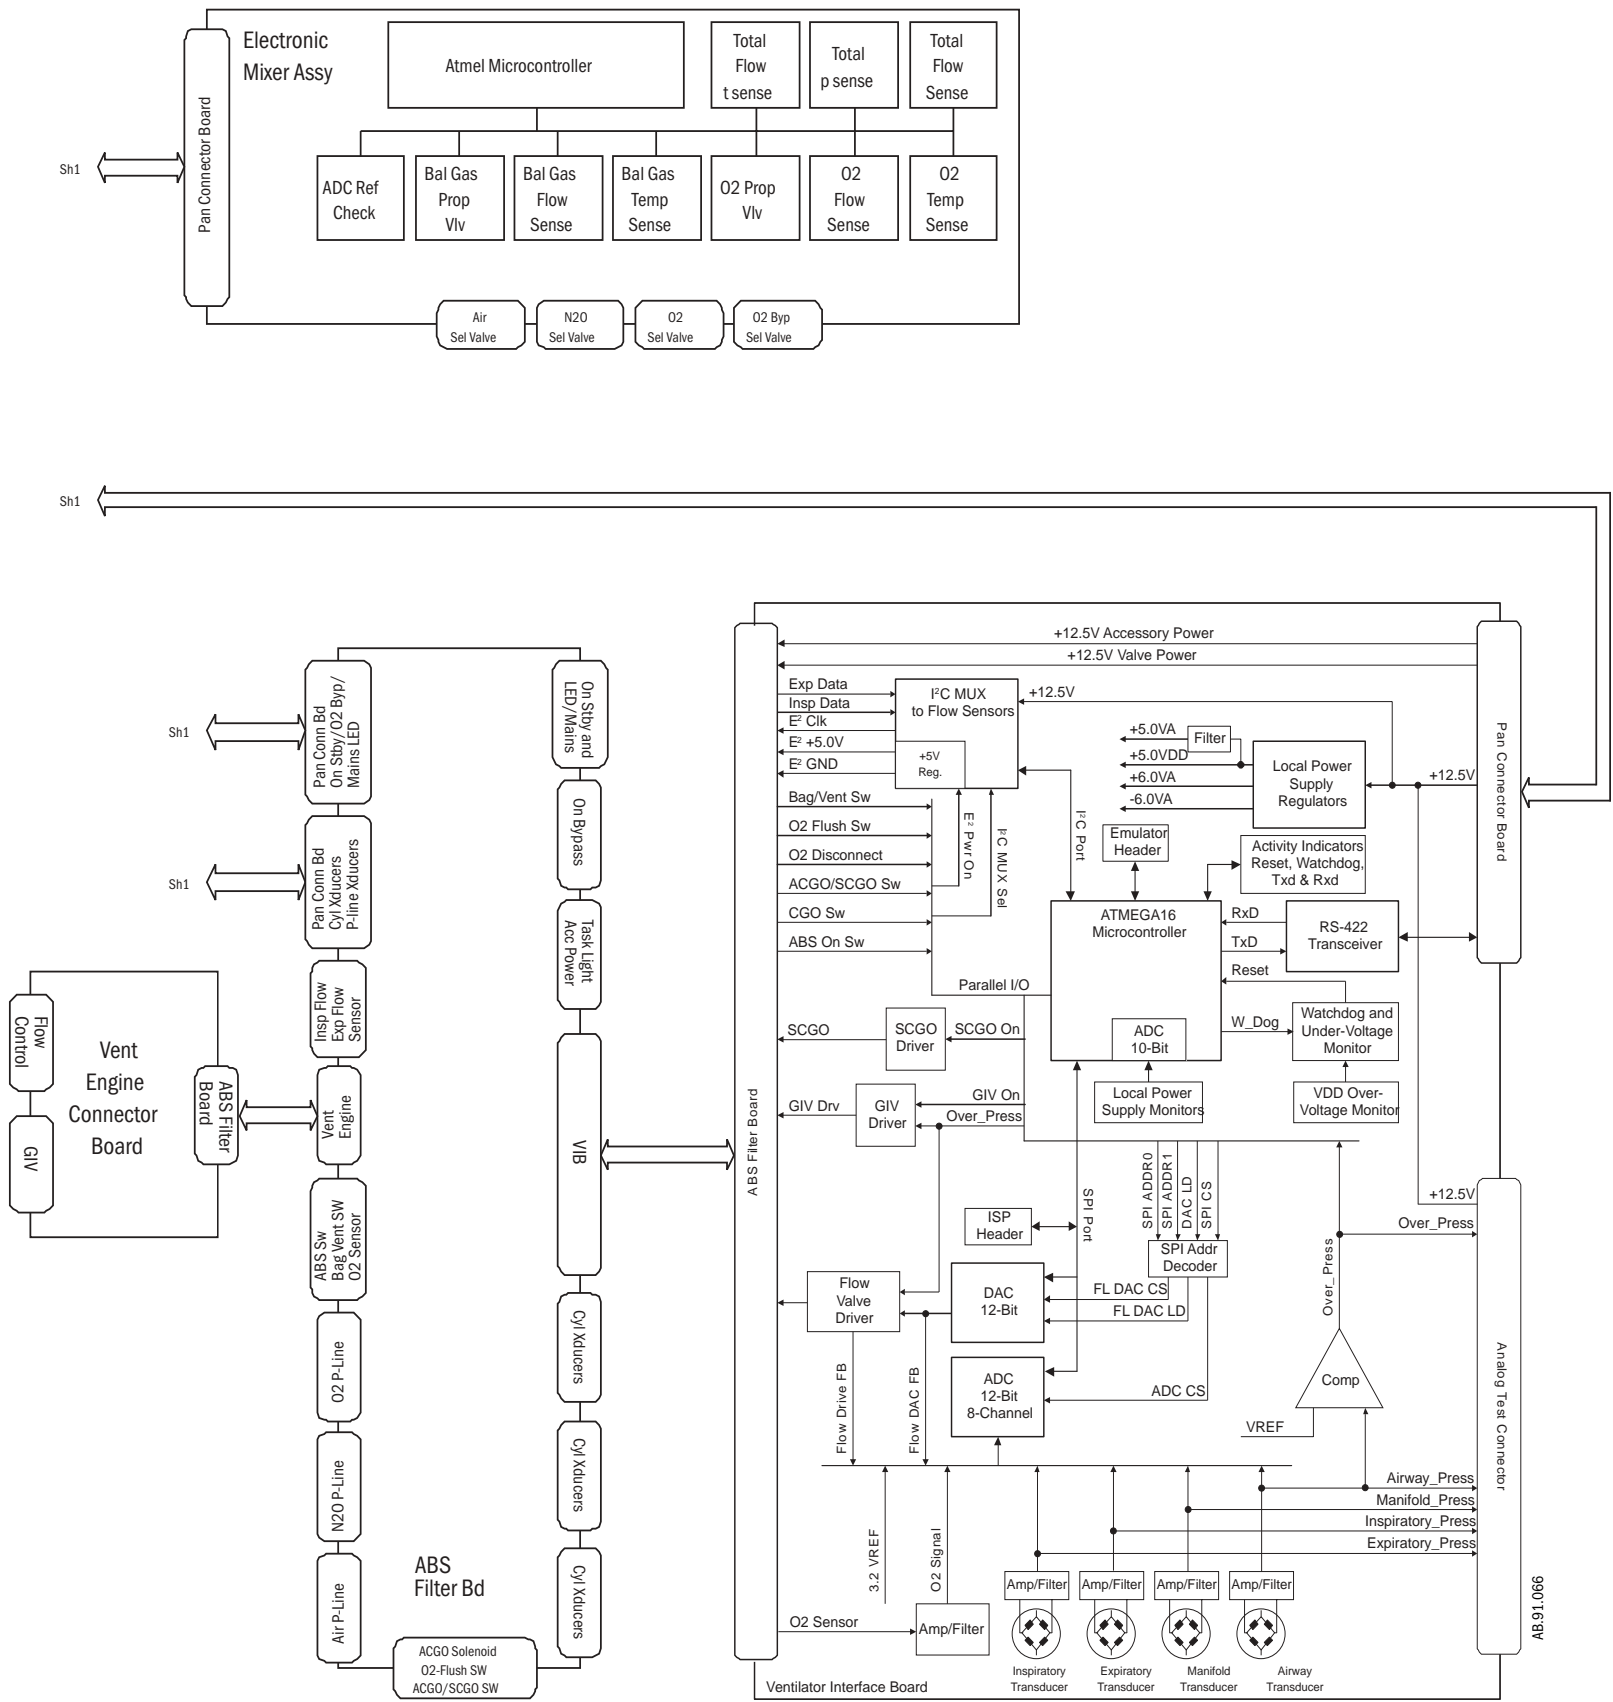 Electronic
Mixer Assy
Pan Connector Board
Sh1
Atmel Microcontroller
Total
Flow
t sense
Total
p sense
Total
Flow
Sense
ADC Ref
Check
Bal Gas
Prop
Vlv
Bal Gas
Flow
Sense
Bal Gas
Temp
Sense
O2 Prop
Vlv
O2
Flow
Sense
O2
Temp
Sense
Air
Sel Valve
N2O
Sel Valve
O2
Sel Valve
O2 Byp
Sel Valve
Sh1
Sh1
Sh1
Pan Conn Bd
On Stby/O2 Byp/
Mains LED
Pan Conn Bd
Cyl Xducers
P-line Xducers
Insp Flow
Exp Flow
Sensor
Vent
Engine
ABS Sw
Bag Vent SW
O2 Sensor
O2 P-Line
N2O P-Line
Air P-Line
ACGO Solenoid
O2-Flush SW
ACGO/SCGO SW
On Stby and
LED/Mains
On Bypass
Task Light
Acc Power
VIB
Cyl Xducers
Cyl Xducers
Cyl Xducers
ABS
Filter Bd
Flow
Control
GIV
Vent
Engine
Connector
Board
ABS Filter
Board
ABS Filter Board
+12.5V Accessory Power
+12.5V Valve Power
Exp Data
Insp Data
E² Clk
E² +5.0V
E² GND
I²C MUX
to Flow Sensors
+5V
Reg.
+12.5V
Bag/Vent Sw
O2 Flush Sw
O2 Disconnect
ACGO/SCGO Sw
CGO Sw
ABS On Sw
E² Pwr On
I²C MUX Sel
I²C Port
+5.0VA
Filter
+5.0VDD
+6.0VA
-6.0VA
Local Power
Supply
Regulators
+12.5V
Pan Connector Board
Emulator
Header
Activity Indicators
Reset, Watchdog,
Txd & Rxd
ATMEGA16
Microcontroller
RxD
TxD
RS-422
Transceiver
Reset
W_Dog
Watchdog and
Under-Voltage
Monitor
VDD Over-
Voltage Monitor
Parallel I/O
ADC
10-Bit
Local Power
Supply Monitors
SCGO
SCGO
Driver
SCGO On
GIV Drv
GIV
Driver
GIV On
Over_Press
SPI Port
ISP
Header
SPI ADDR0
SPI ADDR1
DAC LD
SPI CS
SPI Addr
Decoder
+12.5V
Over_Press
Over_Press
Flow
Valve
Driver
DAC
12-Bit
FL DAC CS
FL DAC LD
ADC
12-Bit
8-Channel
ADC CS
Flow Drive FB
Flow DAC FB
Comp
VREF
Analog Test Connector
Airway_Press
Manifold_Press
Inspiratory_Press
Expiratory_Press
3.2 VREF
O2 Signal
O2 Sensor
Amp/Filter
Amp/Filter
Amp/Filter
Amp/Filter
Amp/Filter
Inspiratory
Transducer
Expiratory
Transducer
Manifold
Transducer
Airway
Transducer
Ventilator Interface Board
AB.91.066